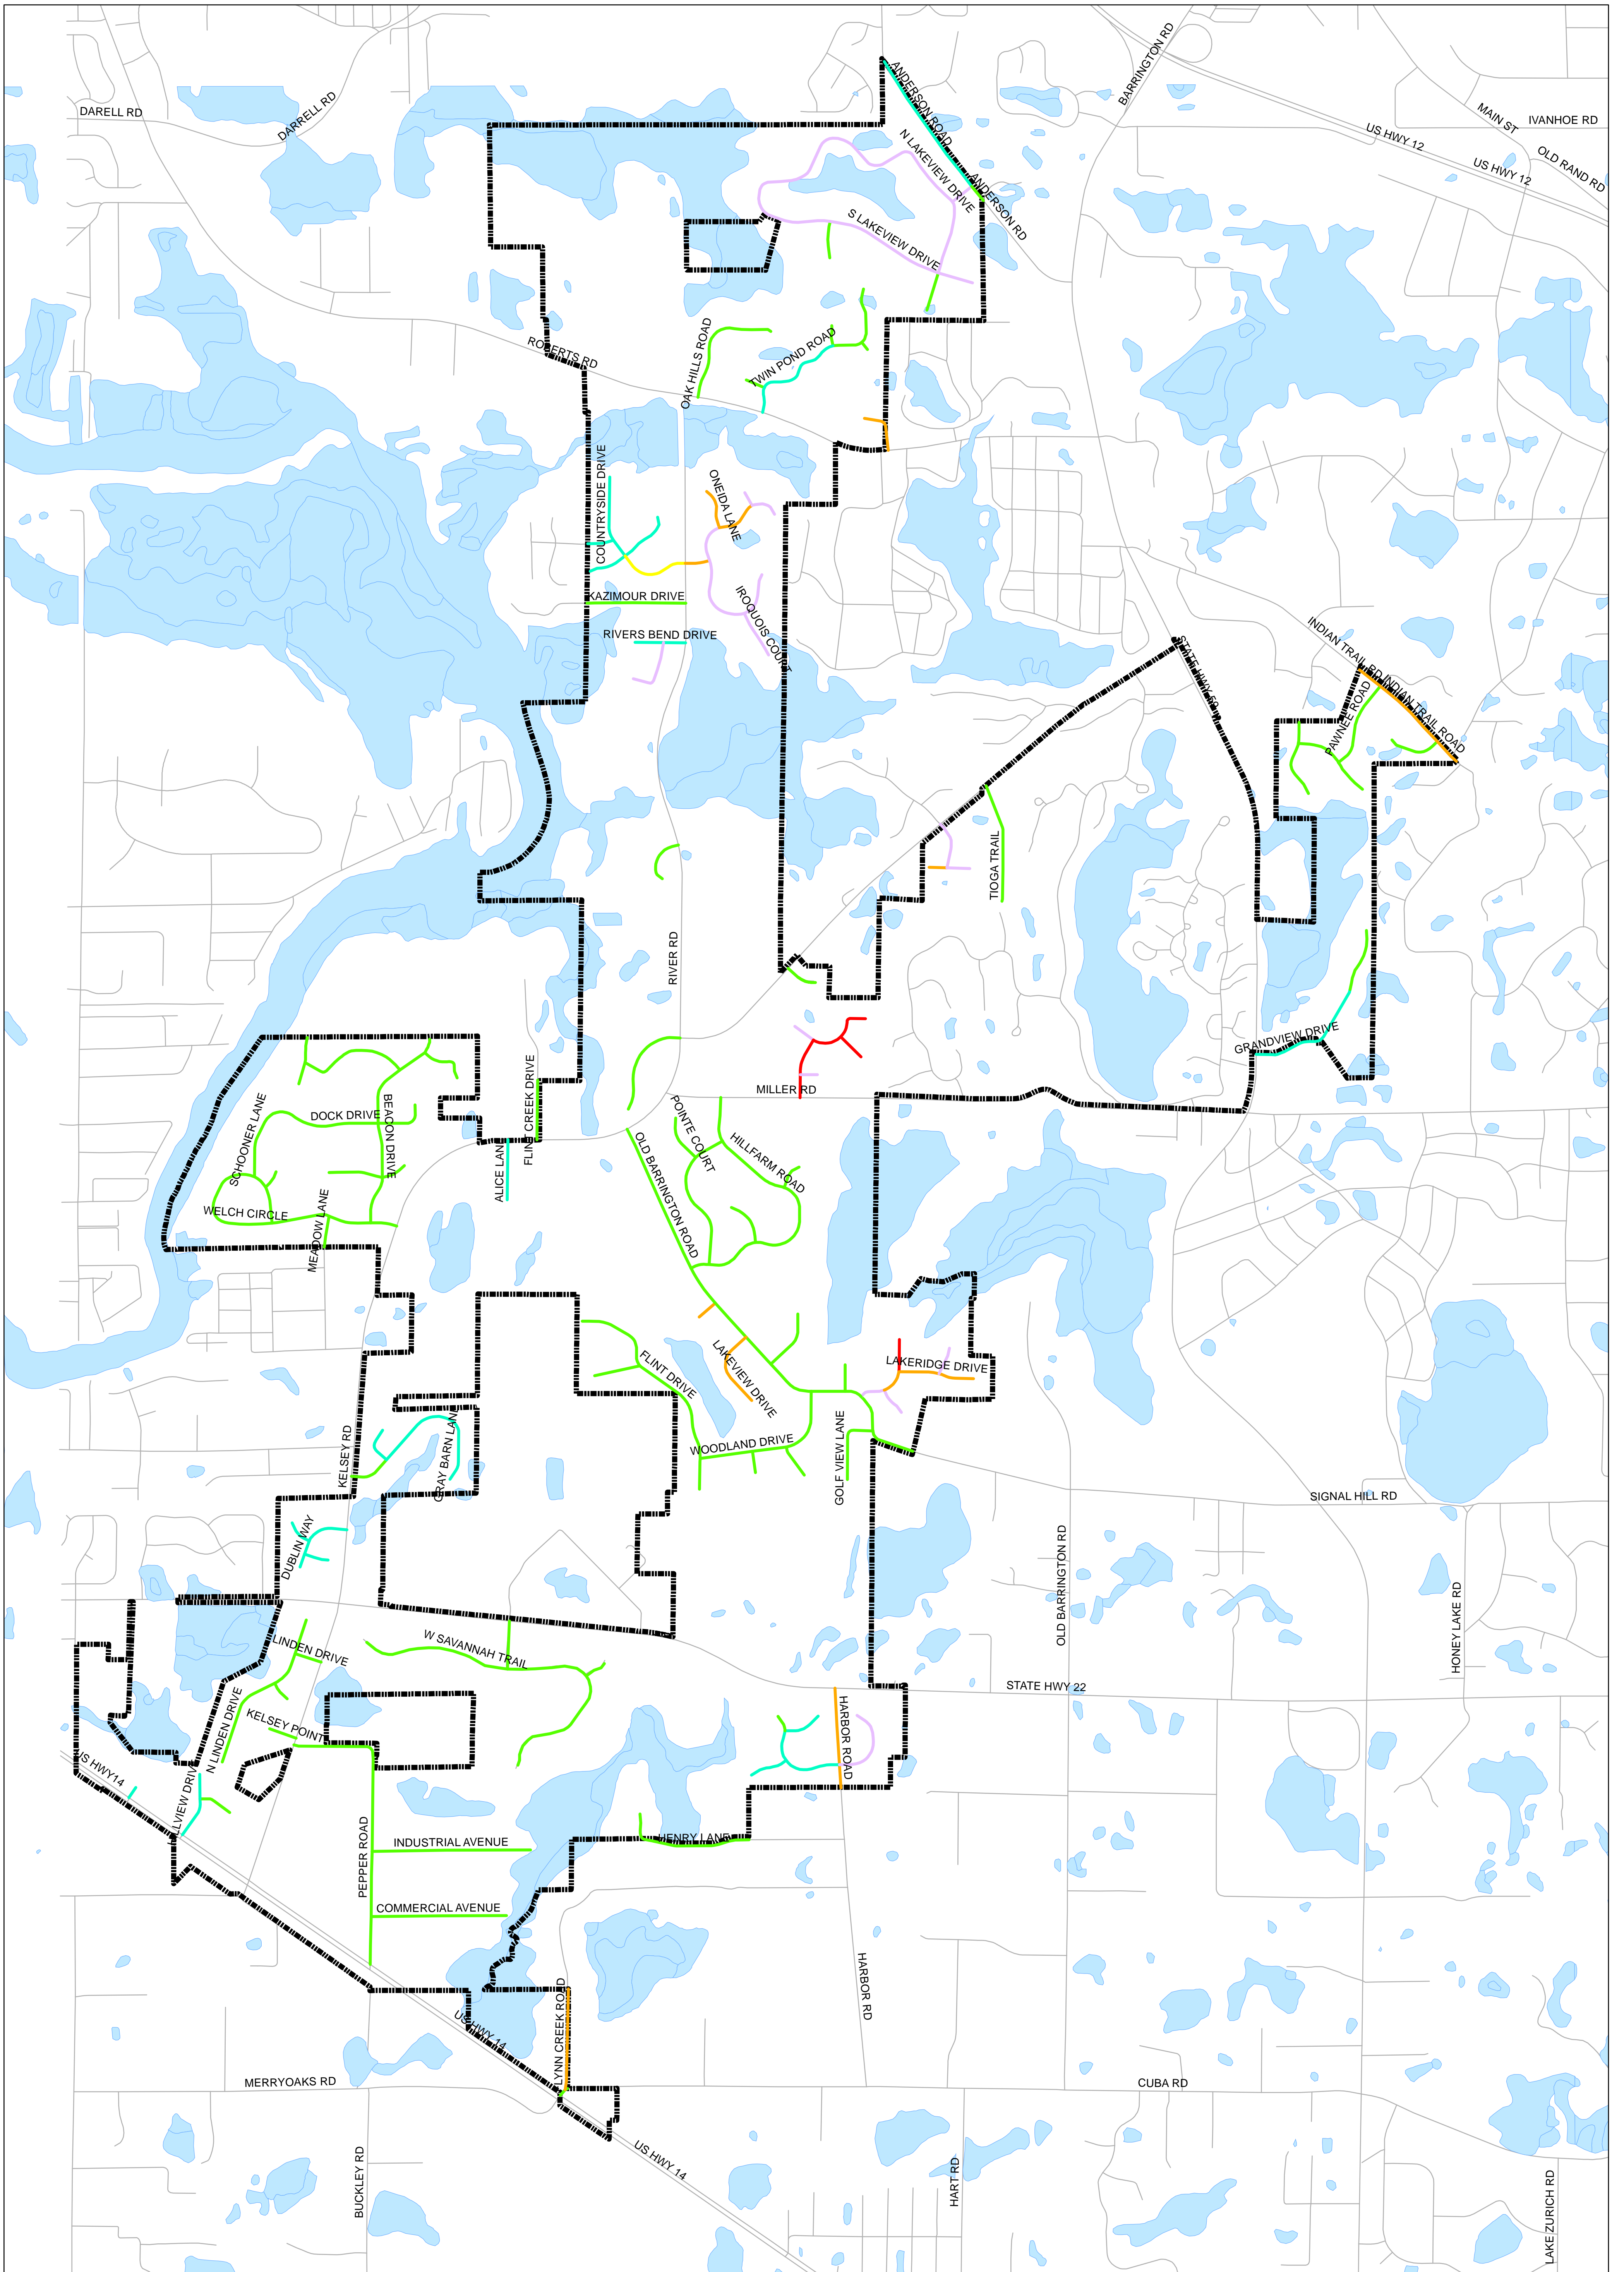 BARRINGTON RD
ANDERSON ROAD
DARELL RD
DARRELL RD
MAIN ST
IVANHOE RD
US HWY 12
OLD RAND RD
US HWY 12
N LAKEVIEW DRIVE
ANDERSON RD
S LAKEVIEW DRIVE
ROBERTS RD
OAK HILLS ROAD
TWIN POND ROAD
COUNTRYSIDE DRIVE
ONEIDA LANE
KAZIMOUR DRIVE
IROQUOIS COURT
RIVERS BEND DRIVE
INDIAN TRAIL RD
INDIAN TRAIL ROAD
STATE HWY 59
PAWNEE ROAD
TIOGA TRAIL
RIVER RD
GRANDVIEW DRIVE
FLINT CREEK DRIVE
MILLER RD
SCHOONER LANE
DOCK DRIVE
BEACON DRIVE
POINTE COURT
HILLFARM ROAD
OLD BARRINGTON ROAD
ALICE LANE
WELCH CIRCLE
MEADOW LANE
FLINT DRIVE
LAKEVIEW DRIVE
LAKERIDGE DRIVE
KELSEY RD
GRAY BARN LANE
WOODLAND DRIVE
GOLF VIEW LANE
SIGNAL HILL RD
DUBLIN WAY
OLD BARRINGTON RD
HONEY LAKE RD
LINDEN DRIVE
W SAVANNAH TRAIL
STATE HWY 22
N LINDEN DRIVE
KELSEY POINT
HARBOR ROAD
US HWY14
PEPPER ROAD
INDUSTRIAL AVENUE
HENRY LANE
COMMERCIAL AVENUE
HARBOR RD
US HWY 14
LYNN CREEK ROAD
MERRYOAKS RD
CUBA RD
BUCKLEY RD
US HWY 14
HART RD
LAKE ZURICH RD